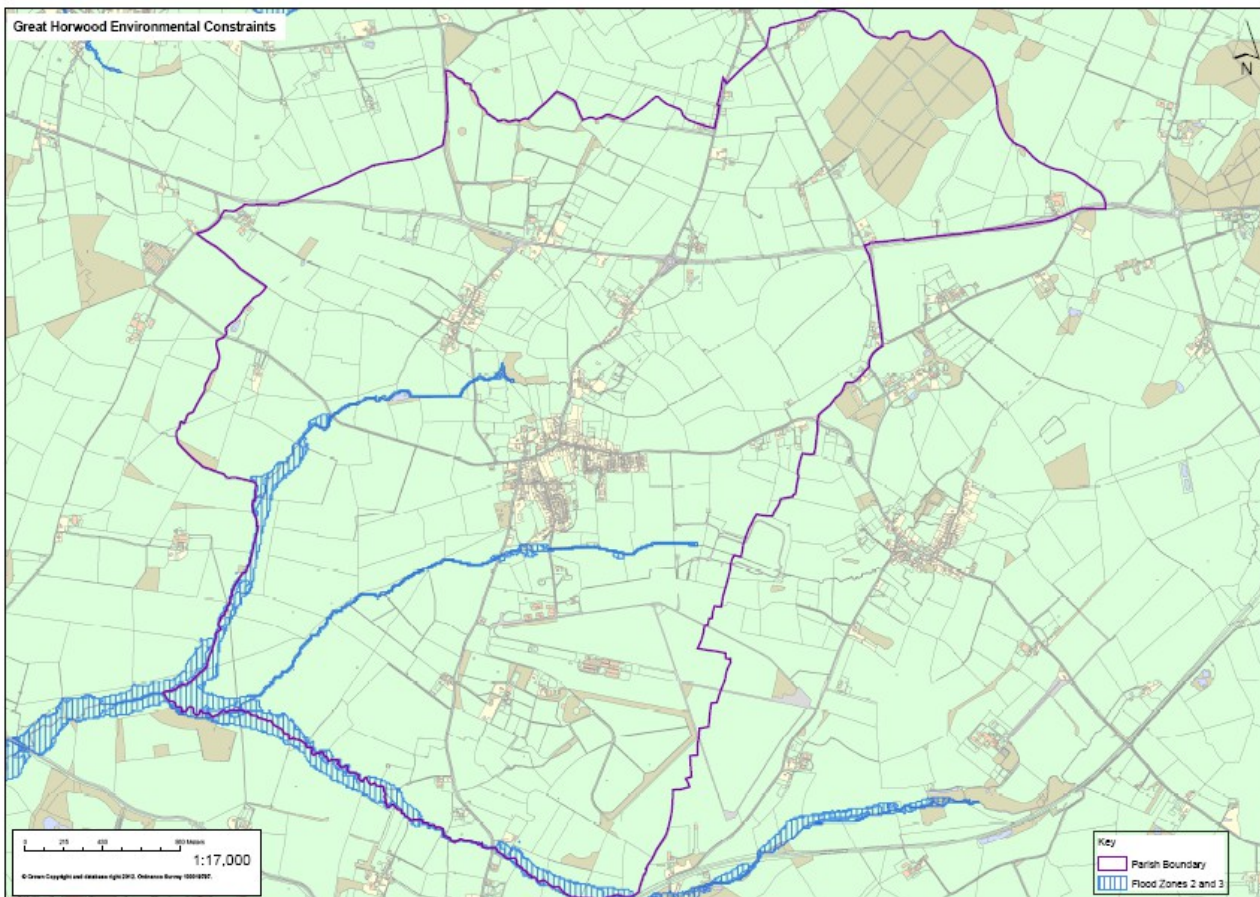 Great Horwood Environmental Constraints
N
1:17,000
Key
Parish Boundary
Flood Zones 2 and 3
© Crown Copyright and database right 2012. Ordnance Survey